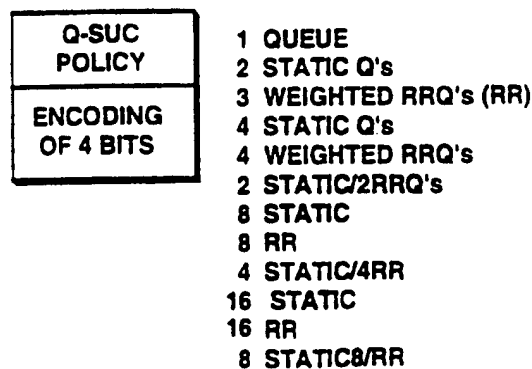 Q-SUC
POLICY
ENCODING
OF 4 BITS
1 QUEUE
2 STATIC Q's
3 WEIGHTED RRQ's (RR)
4 STATIC Q's
4 WEIGHTED RRQ's
2 STATIC/2RRQ's
8 STATIC
8 RR
4 STATIC/4RR
16 STATIC
16 RR
8 STATIC8/RR